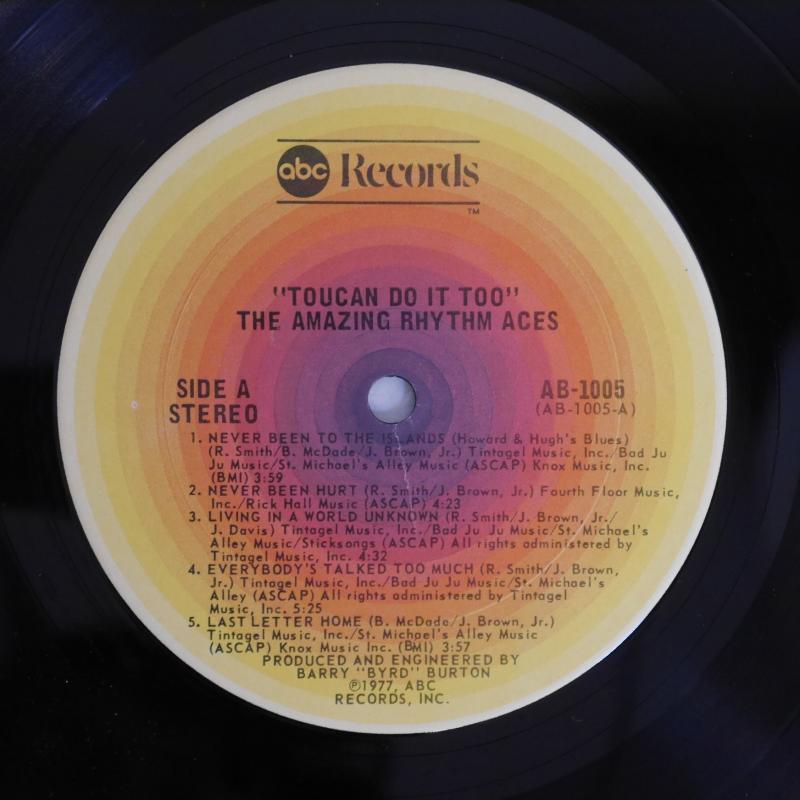 abc Records
TM
"TOUCAN DO IT TOO"
THE AMAZING RHYTHM ACES
SIDE A
STEREO
AB-1005
(AB-1005-A)
1. NEVER BEEN TO THE ISLANDS (Howard & Hugh's Blues)
(R. Smith/B. McDade/J. Brown, Jr.) Tintagel Music, Inc./Bad Ju
Ju Music/St. Michael's Alley Music (ASCAP) Knox Music, Inc.
(BMI) 3:59
2. NEVER BEEN HURT (R. Smith/J. Brown, Jr.) Fourth Floor Music,
Inc./Rick Hall Music (ASCAP) 4:23
3. LIVING IN A WORLD UNKNOWN (R. Smith/J. Brown, Jr./
J. Davis) Tintagel Music, Inc./Bad Ju Ju Music/St. Michael's
Alley Music/Sticksongs (ASCAP) All rights administered by
Tintagel Music, Inc. 4:32
4. EVERYBODY'S TALKED TOO MUCH (R. Smith/J. Brown,
Jr.) Tintagel Music, Inc./Bad Ju Ju Music/St. Michael's
Alley (ASCAP) All rights administered by Tintagel
Music, Inc. 5:25
5. LAST LETTER HOME (B. McDade/J. Brown, Jr.)
Tintagel Music, Inc./St. Michael's Alley Music
(ASCAP) Knox Music Inc. (BMI) 3:57
PRODUCED AND ENGINEERED BY
BARRY "BYRD" BURTON
℗1977, ABC
RECORDS, INC.